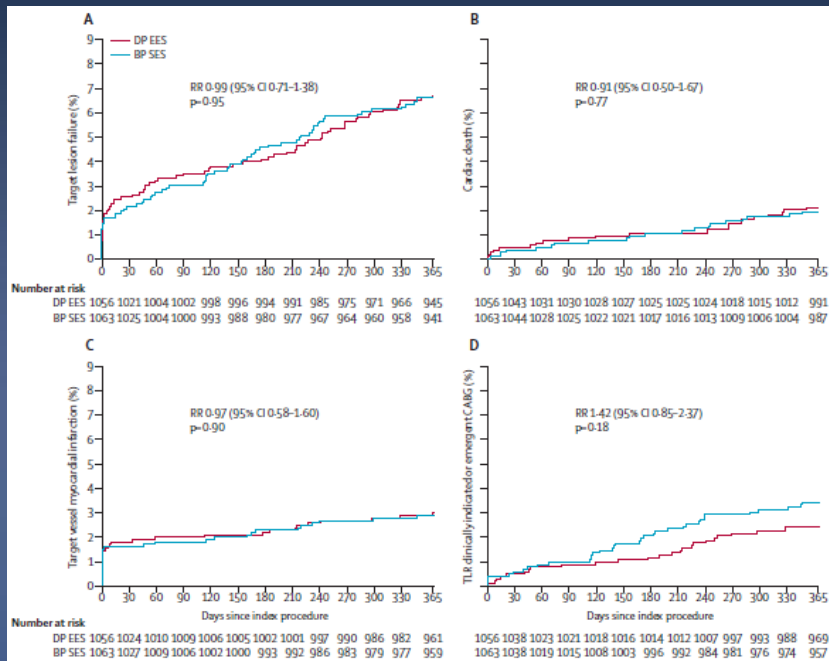 A
B
DP EES
BP SES
RR 0·99 (95% CI 0·71–1·38)
p=0·95
Target lesion failure (%)
9
8
7
6
5
4
3
2
1
0
0 30 60 90 120 150 180 210 240 270 300 330 365
RR 0·91 (95% CI 0·50–1·67)
p=0·77
Cardiac death (%)
0 30 60 90 120 150 180 210 240 270 300 330 365
Number at risk
DP EES 1056 1021 1004 1002 998 996 994 991 985 975 971 966 945
BP SES 1063 1025 1004 1000 993 988 980 977 967 964 960 958 941
1056 1043 1031 1030 1028 1027 1025 1025 1024 1018 1015 1012 991
1063 1044 1028 1025 1022 1021 1017 1016 1013 1009 1006 1004 987
C
D
RR 0·97 (95% CI 0·58–1·60)
p=0·90
Target vessel myocardial infarction (%)
9
8
7
6
5
4
3
2
1
0
0 30 60 90 120 150 180 210 240 270 300 330 365
Days since index procedure
RR 1·42 (95% CI 0·85–2·37)
p=0·18
TLR clinically indicated or emergent CABG (%)
0 30 60 90 120 150 180 210 240 270 300 330 365
Days since index procedure
Number at risk
DP EES 1056 1024 1010 1009 1006 1005 1002 1001 997 990 986 982 961
BP SES 1063 1027 1009 1006 1002 1000 993 992 986 983 979 977 959
1056 1038 1023 1021 1018 1016 1014 1012 1007 997 993 988 969
1063 1038 1019 1015 1008 1003 996 992 984 981 976 974 957